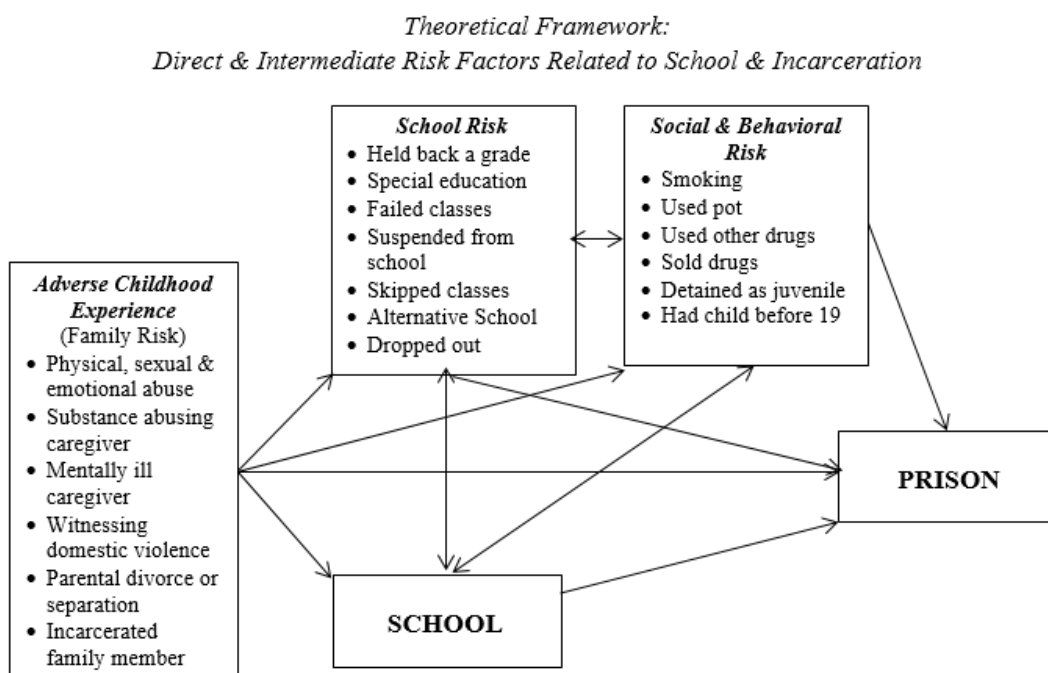 Theoretical Framework:
Direct & Intermediate Risk Factors Related to School & Incarceration
School Risk
• Held back a grade
• Special education
• Failed classes
• Suspended from
school
• Skipped classes
• Alternative School
• Dropped out
Social & Behavioral
Risk
• Smoking
• Used pot
• Used other drugs
• Sold drugs
• Detained as juvenile
• Had child before 19
Adverse Childhood
Experience
(Family Risk)
• Physical, sexual &
emotional abuse
• Substance abusing
caregiver
• Mentally ill
caregiver
• Witnessing
domestic violence
• Parental divorce or
separation
• Incarcerated
family member
PRISON
SCHOOL